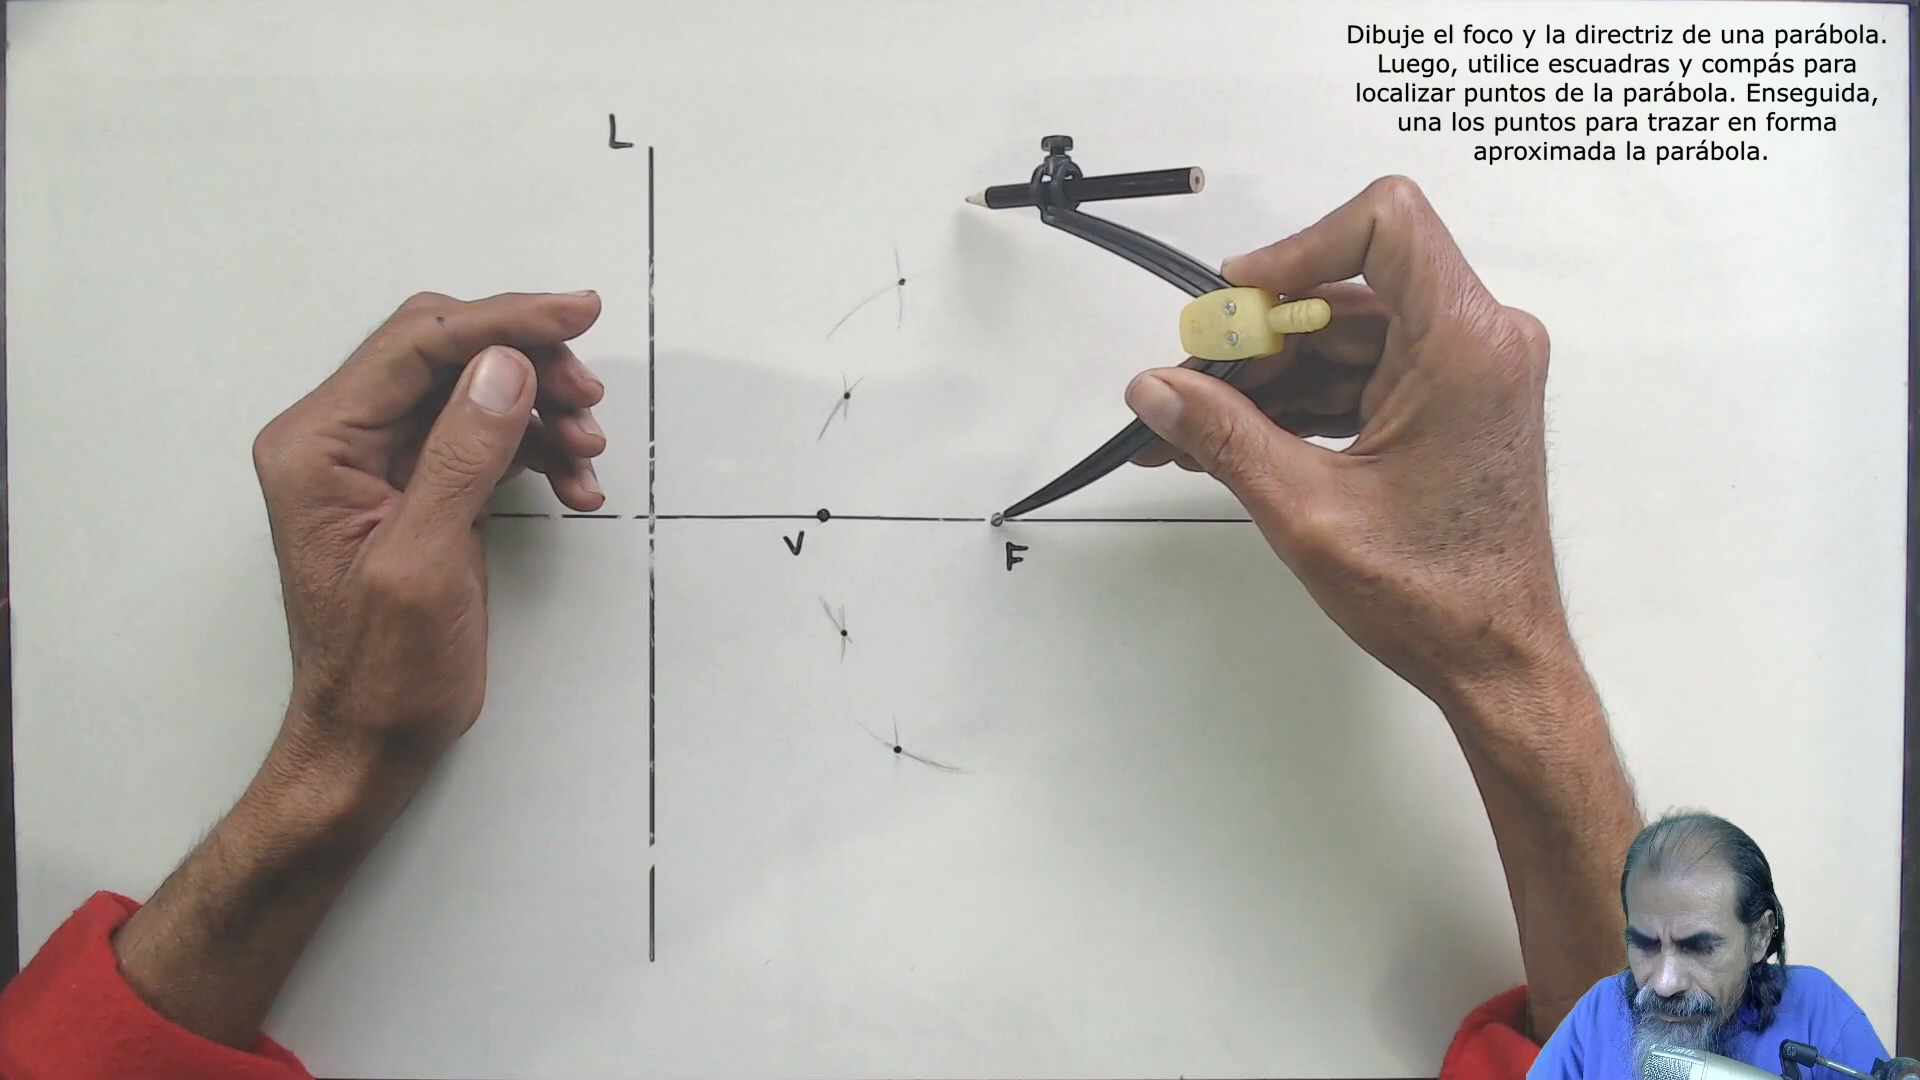 Dibuje el foco y la directriz de una parábola.
Luego, utilice escuadras y compás para
localizar puntos de la parábola. Enseguida,
una los puntos para trazar en forma
aproximada la parábola.
L
V
F